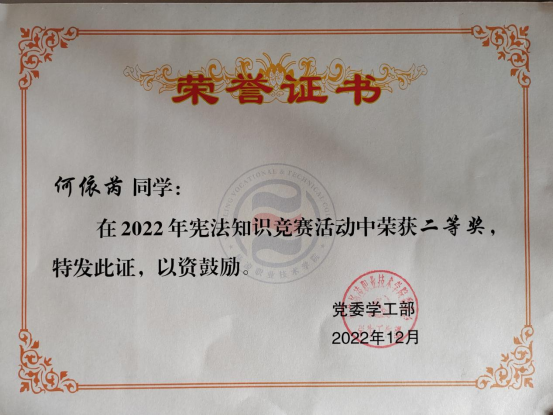 荣誉证书
何依芮 同学：
在2022年宪法知识竞赛活动中荣获二等奖，
特发此证，以资鼓励。
党委学工部
2022年12月